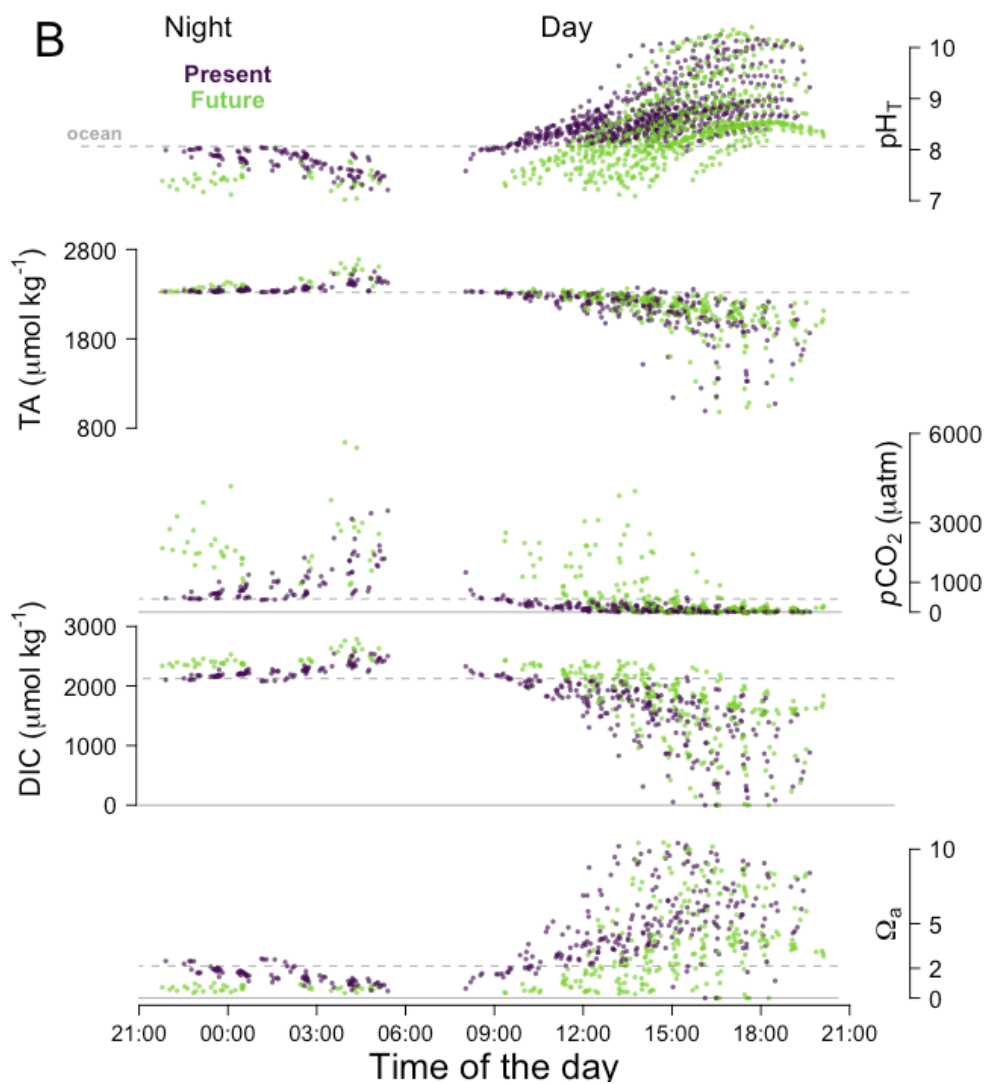 B
Night
Day
Present
Future
ocean
10
9
8
7
pH_T
2800
1800
800
TA (μmol kg⁻¹)
6000
3000
1000
0
pCO₂ (μatm)
3000
2000
1000
0
DIC (μmol kg⁻¹)
10
5
2
0
Ωₐ
21:00 00:00 03:00 06:00 09:00 12:00 15:00 18:00 21:00
Time of the day